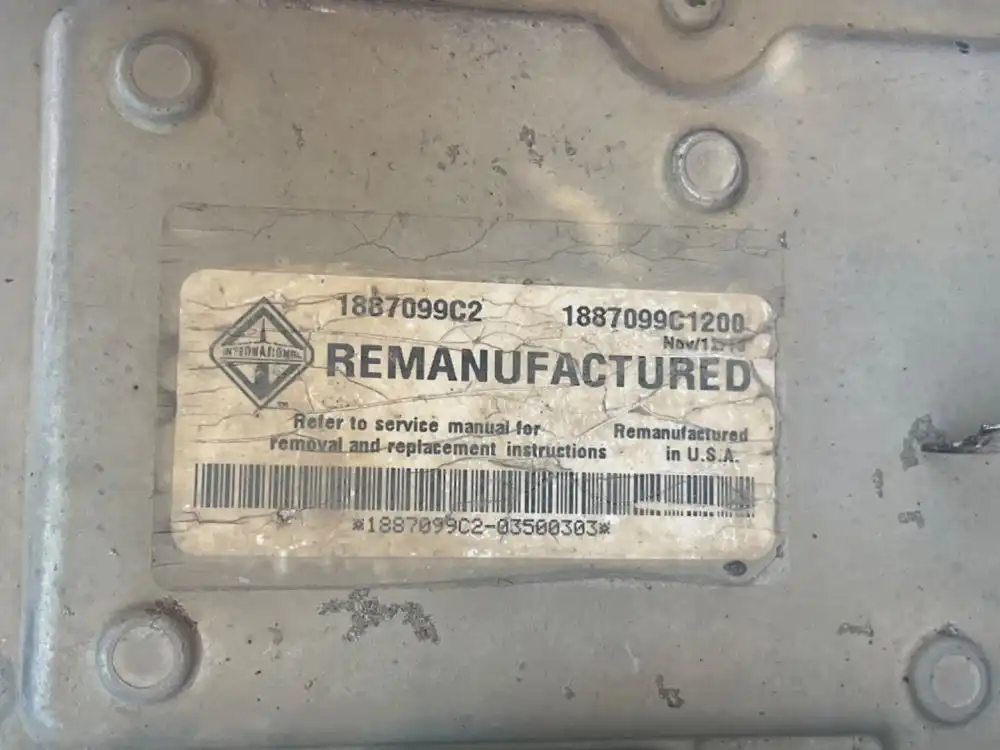 1887099C2 1887099C1200
INTERNATIONAL
REMANUFACTURED
Refer to service manual for
removal and replacement instructions
Remanufactured
in U.S.A.
*1887099C2-03500303*